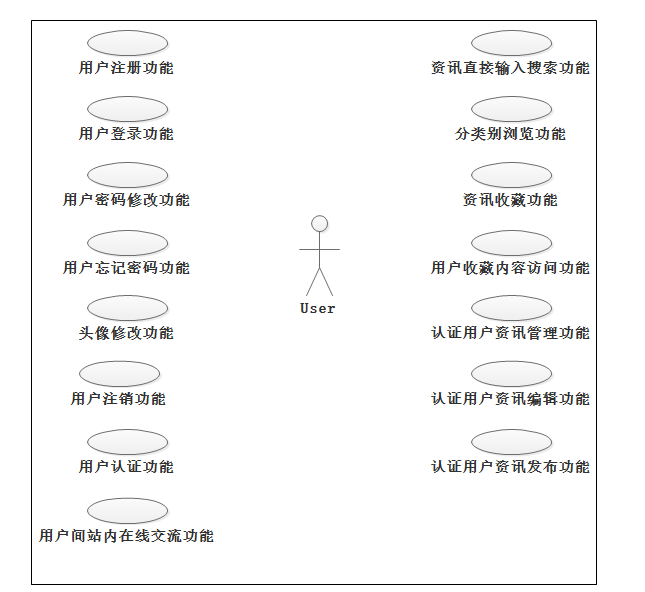 用户注册功能
用户登录功能
用户密码修改功能
用户忘记密码功能
头像修改功能
用户注销功能
用户认证功能
用户间站内在线交流功能
User
资讯直接输入搜索功能
分类别浏览功能
资讯收藏功能
用户收藏内容访问功能
认证用户资讯管理功能
认证用户资讯编辑功能
认证用户资讯发布功能